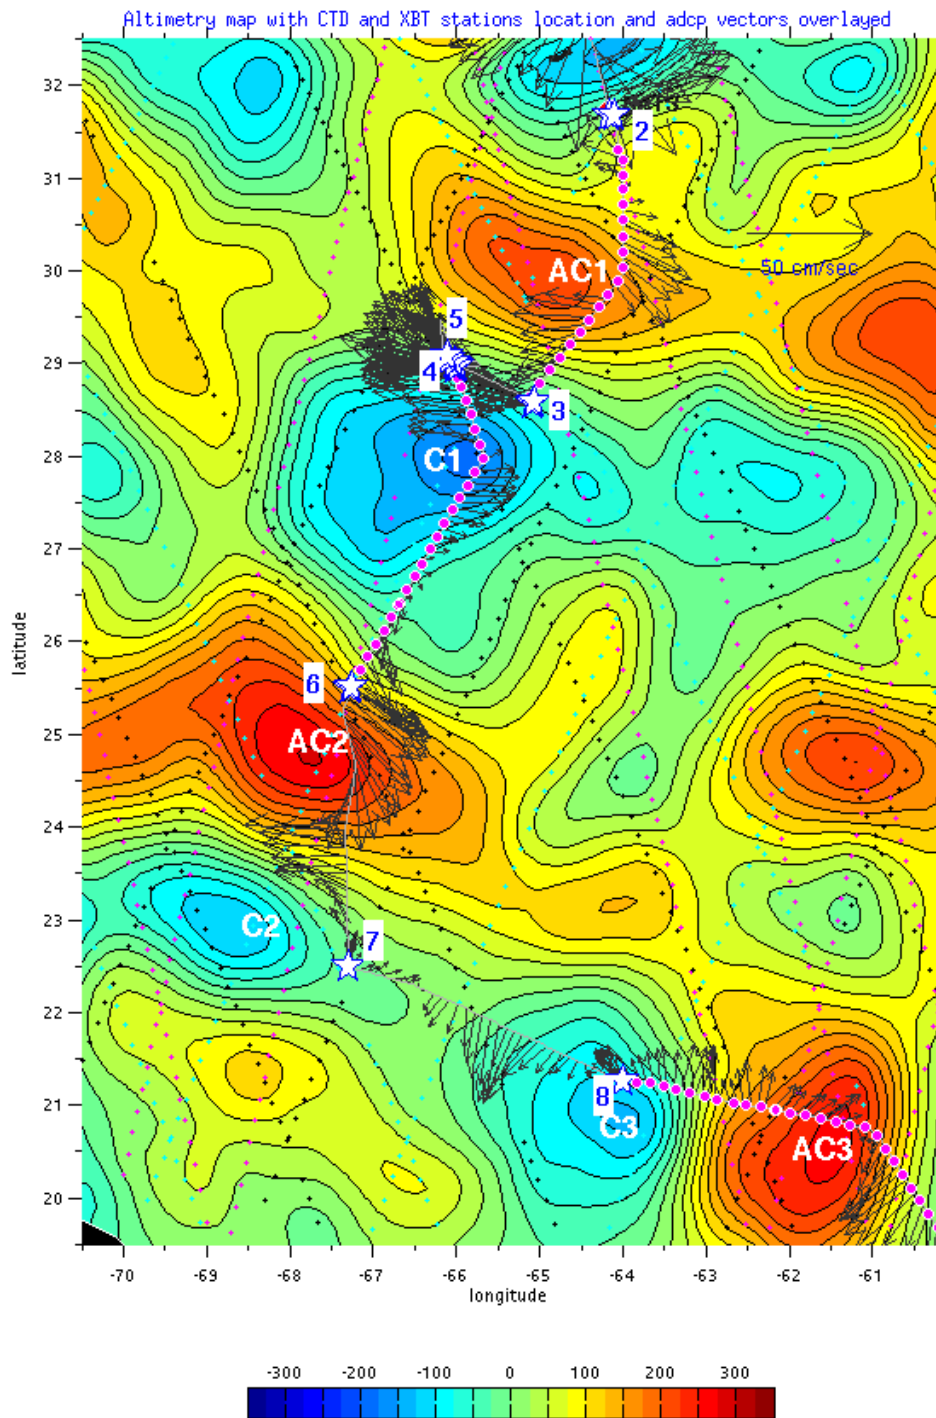 Altimetry map with CTD and XBT stations location and adcp vectors overlayed
32
31
30
29
28
27
26
25
24
23
22
21
20
latitude
2
AC1
50 cm/sec
5
4
3
C1
6
AC2
C2
7
8
C3
AC3
-70 -69 -68 -67 -66 -65 -64 -63 -62 -61
longitude
-300 -200 -100 0 100 200 300